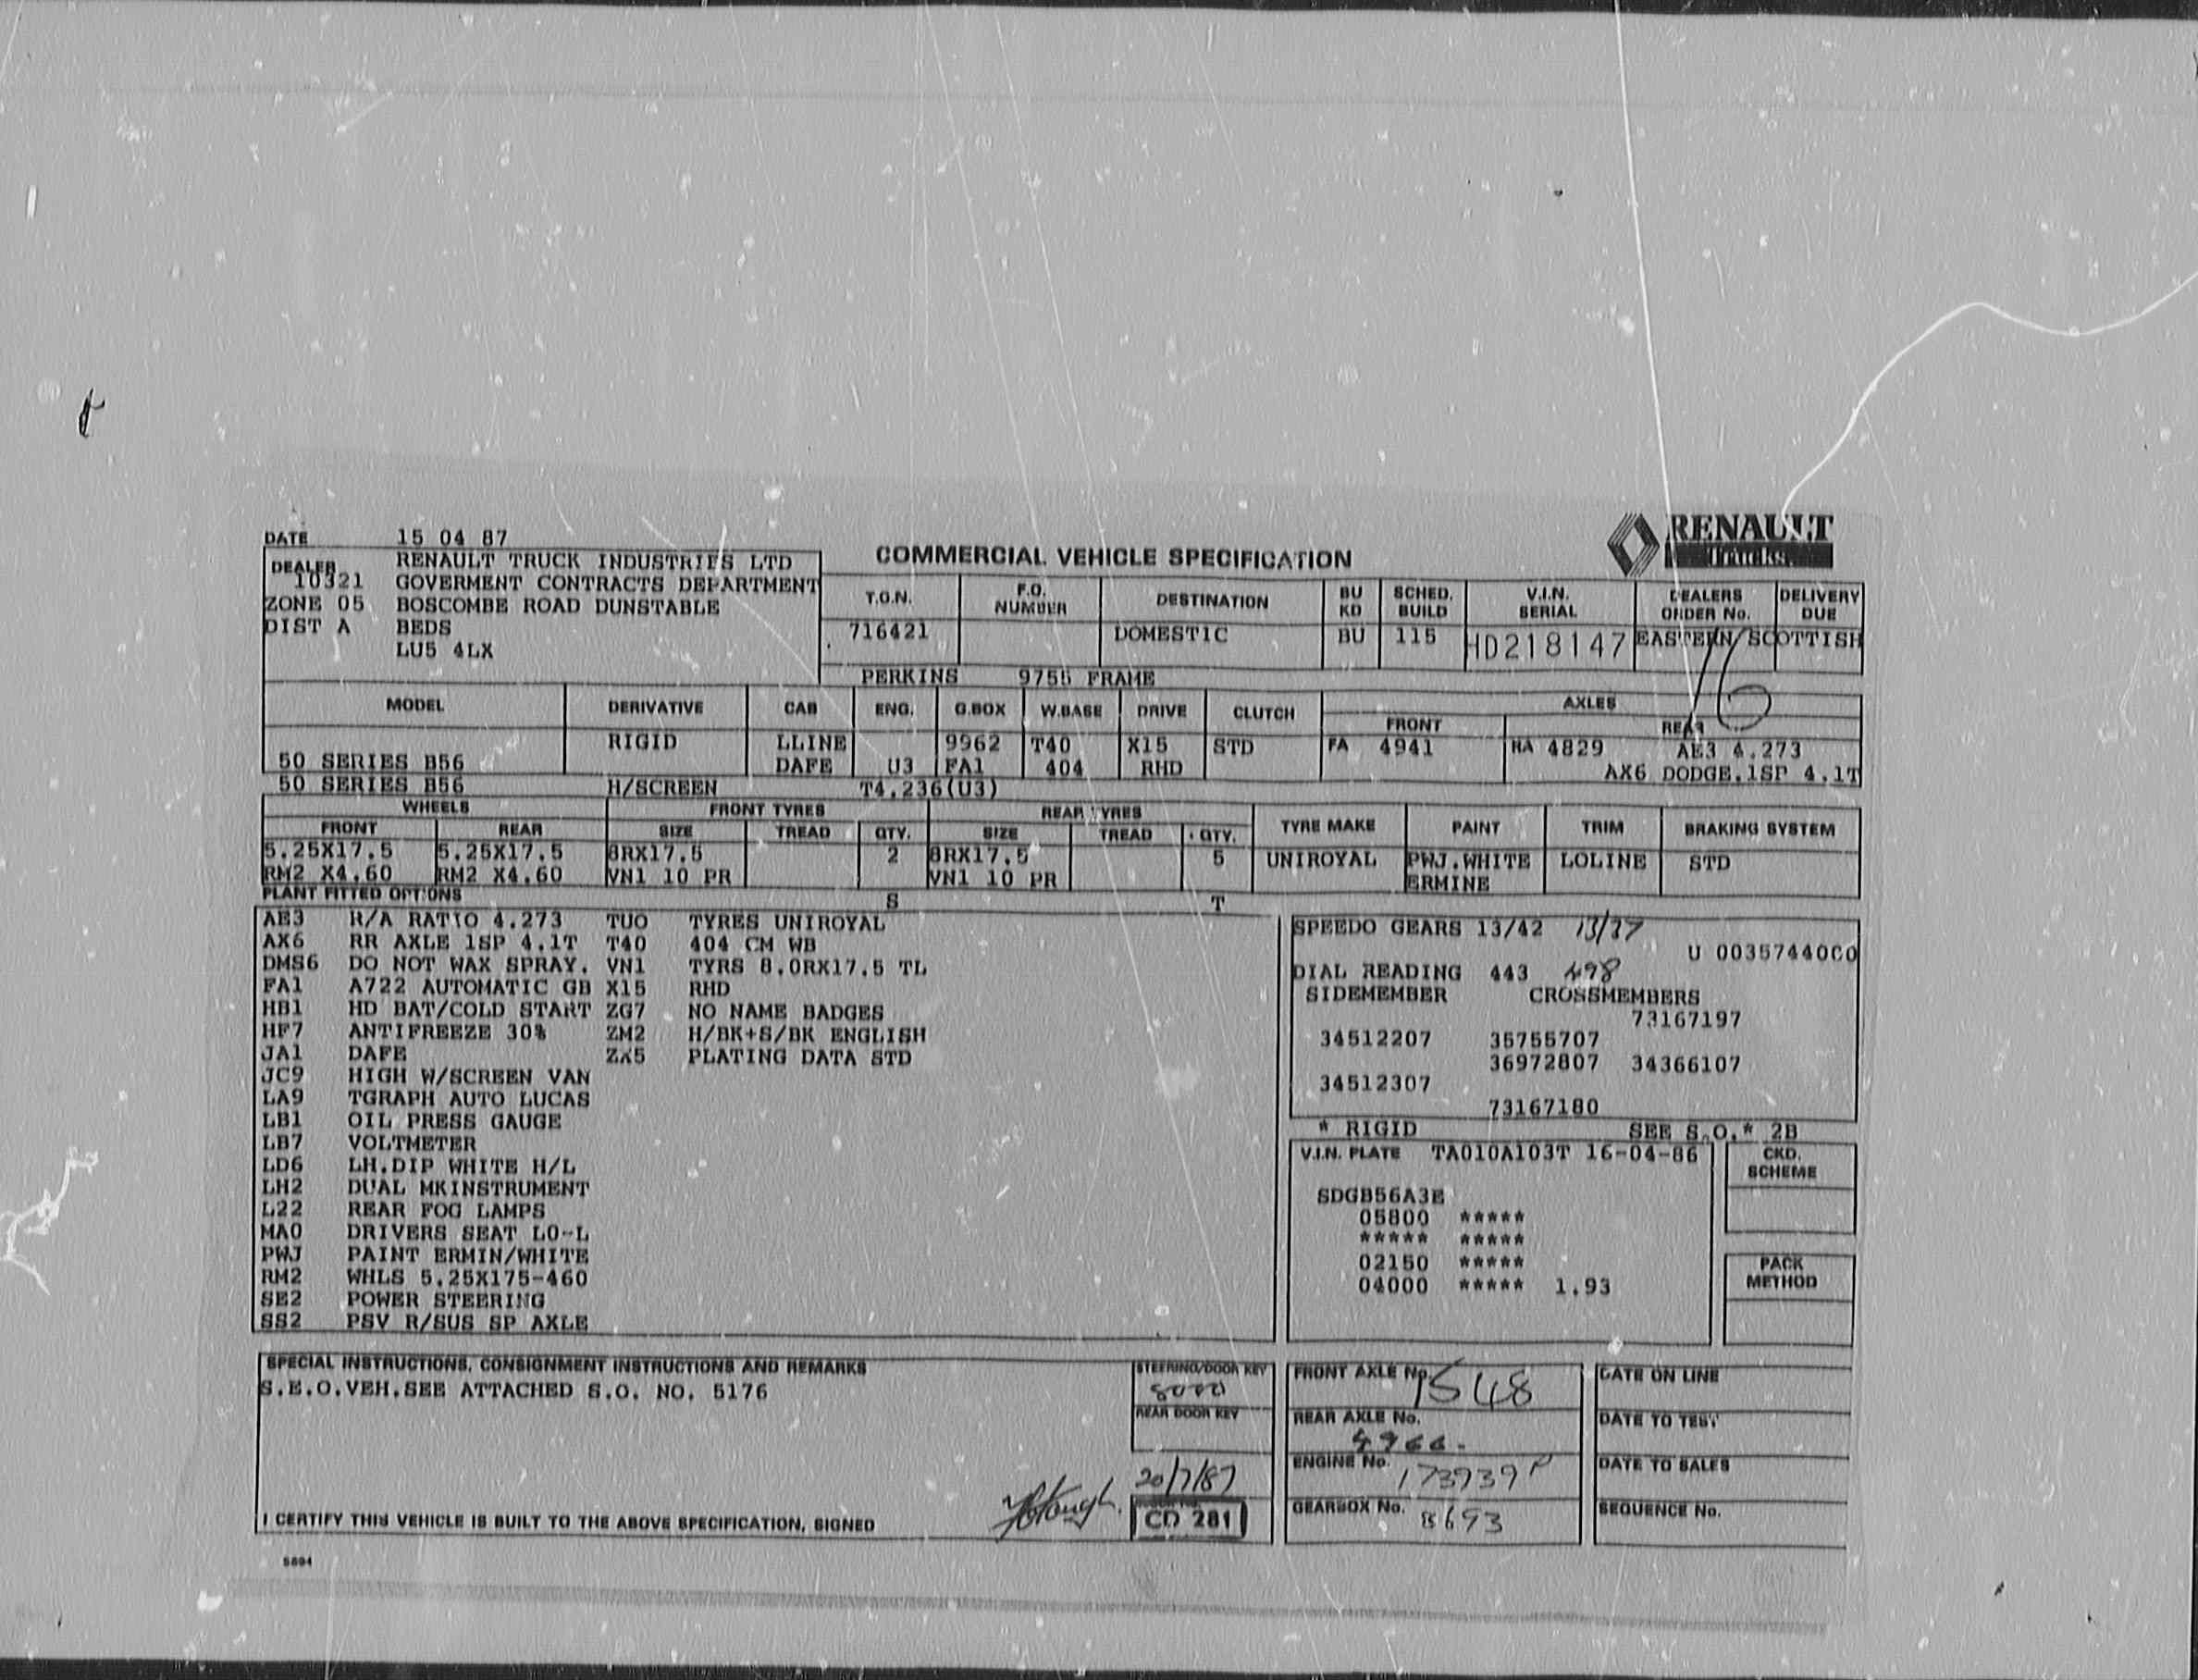 RENAULT
Trucks
DATE 15 04 87
DEALER RENAULT TRUCK INDUSTRIES LTD
10321 GOVERMENT CONTRACTS DEPARTMENT
ZONE 05 BOSCOMBE ROAD DUNSTABLE
DIST A BEDS
LU5 4LX
COMMERCIAL VEHICLE SPECIFICATION
T.O.N. F.O. NUMBER DESTINATION BU KD SCHED. BUILD V.I.N. SERIAL DEALERS ORDER No. DELIVERY DUE
716421 DOMESTIC BU 115 HD218147 EASTERN/SCOTTISH
16
PERKINS 9755 FRAME
MODEL DERIVATIVE CAB ENG. G.BOX W.BASE DRIVE CLUTCH AXLES
FRONT REAR
RIGID LLINE 9962 T40 X15 STD FA 4941 RA 4829 AE3 4.273
50 SERIES B56 DAFE U3 FA1 404 RHD AX6 DODGE.1SP 4.1T
50 SERIES B56 H/SCREEN T4.236(U3)
WHEELS FRONT TYRES REAR TYRES
FRONT REAR SIZE TREAD QTY. SIZE TREAD QTY. TYRE MAKE PAINT TRIM BRAKING SYSTEM
5.25X17.5 5.25X17.5 8RX17.5 2 8RX17.5 5 UNIROYAL PWJ.WHITE LOLINE STD
RM2 X4.60 RM2 X4.60 VN1 10 PR VN1 10 PR ERMINE
PLANT FITTED OPTIONS S T
AE3 R/A RATIO 4.273 TUO TYRES UNIROYAL
AX6 RR AXLE 1SP 4.1T T40 404 CM WB
DMS6 DO NOT WAX SPRAY. VN1 TYRS 8.0RX17.5 TL
FA1 A722 AUTOMATIC GB X15 RHD
HB1 HD BAT/COLD START ZG7 NO NAME BADGES
HF7 ANTIFREEZE 30% ZM2 H/BK+S/BK ENGLISH
JA1 DAFE ZX5 PLATING DATA STD
JC9 HIGH W/SCREEN VAN
LA9 TGRAPH AUTO LUCAS
LB1 OIL PRESS GAUGE
LB7 VOLTMETER
LD6 LH.DIP WHITE H/L
LH2 DUAL MKINSTRUMENT
L22 REAR FOG LAMPS
MA0 DRIVERS SEAT LO-L
PWJ PAINT ERMIN/WHITE
RM2 WHLS 5.25X175-460
SE2 POWER STEERING
SS2 PSV R/SUS SP AXLE
SPEEDO GEARS 13/42 13/37
U 0035744000
DIAL READING 443 498
SIDEMEMBER CROSSMEMBERS
73167197
34512207 35755707
36972807 34366107
34512307
73167180
* RIGID SEE S.O.* 2B
V.I.N. PLATE TA010A103T 16-04-86
SDGB56A3E
05800 *****
***** *****
02150 *****
04000 ***** 1.93
CKD. SCHEME
PACK METHOD
SPECIAL INSTRUCTIONS, CONSIGNMENT INSTRUCTIONS AND REMARKS
S.E.O.VEH.SEE ATTACHED S.O. NO. 5176
I CERTIFY THIS VEHICLE IS BUILT TO THE ABOVE SPECIFICATION, SIGNED
STEERING/DOOR KEY
REAR DOOR KEY
20/7/87
CD 281
FRONT AXLE No. 1548
REAR AXLE No.
4966.
ENGINE No. 173939P
GEARBOX No. 8693
DATE ON LINE
DATE TO TEST
DATE TO SALES
SEQUENCE No.
5694